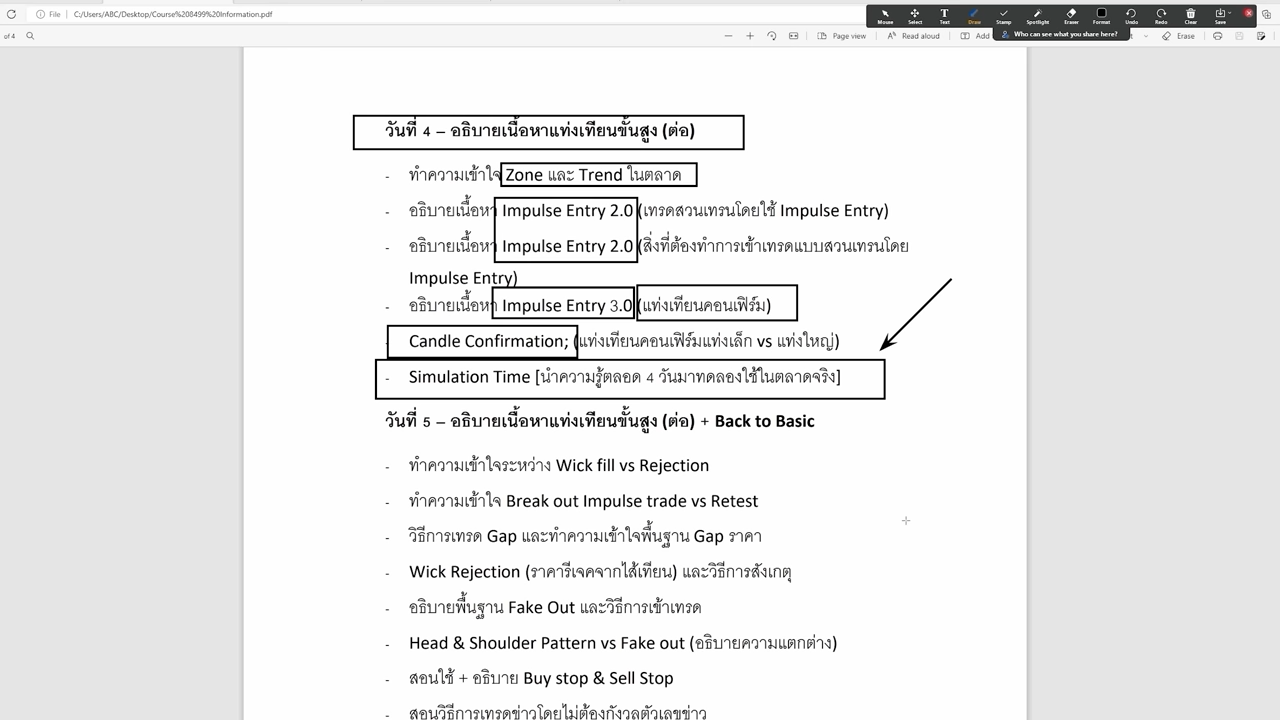 File
C:/Users/ABC/Desktop/Course%208499%20Information.pdf
Mouse Select Text Draw Stamp Spotlight Eraser Format Undo Redo Clear Save
Who can see what you share here?
of 4
Page view
Read aloud
Add
Erase
วันที่ 4 – อธิบายเนื้อหาแท่งเทียนขั้นสูง (ต่อ)
- ทำความเข้าใจ Zone และ Trend ในตลาด
- อธิบายเนื้อหา Impulse Entry 2.0 (เทรดสวนเทรนโดยใช้ Impulse Entry)
- อธิบายเนื้อหา Impulse Entry 2.0 (สิ่งที่ต้องทำการเข้าเทรดแบบสวนเทรนโดย
Impulse Entry)
- อธิบายเนื้อหา Impulse Entry 3.0 (แท่งเทียนคอนเฟิร์ม)
- Candle Confirmation; (แท่งเทียนคอนเฟิร์มแท่งเล็ก vs แท่งใหญ่)
- Simulation Time [นำความรู้ตลอด 4 วันมาทดลองใช้ในตลาดจริง]
วันที่ 5 – อธิบายเนื้อหาแท่งเทียนขั้นสูง (ต่อ) + Back to Basic
- ทำความเข้าใจระหว่าง Wick fill vs Rejection
- ทำความเข้าใจ Break out Impulse trade vs Retest
- วิธีการเทรด Gap และทำความเข้าใจพื้นฐาน Gap ราคา
- Wick Rejection (ราคารีเจคจากไส้เทียน) และวิธีการสังเกตุ
- อธิบายพื้นฐาน Fake Out และวิธีการเข้าเทรด
- Head & Shoulder Pattern vs Fake out (อธิบายความแตกต่าง)
- สอนใช้ + อธิบาย Buy stop & Sell Stop
- สอนวิธีการเทรดข่าวโดยไม่ต้องกังวลตัวเลขข่าว